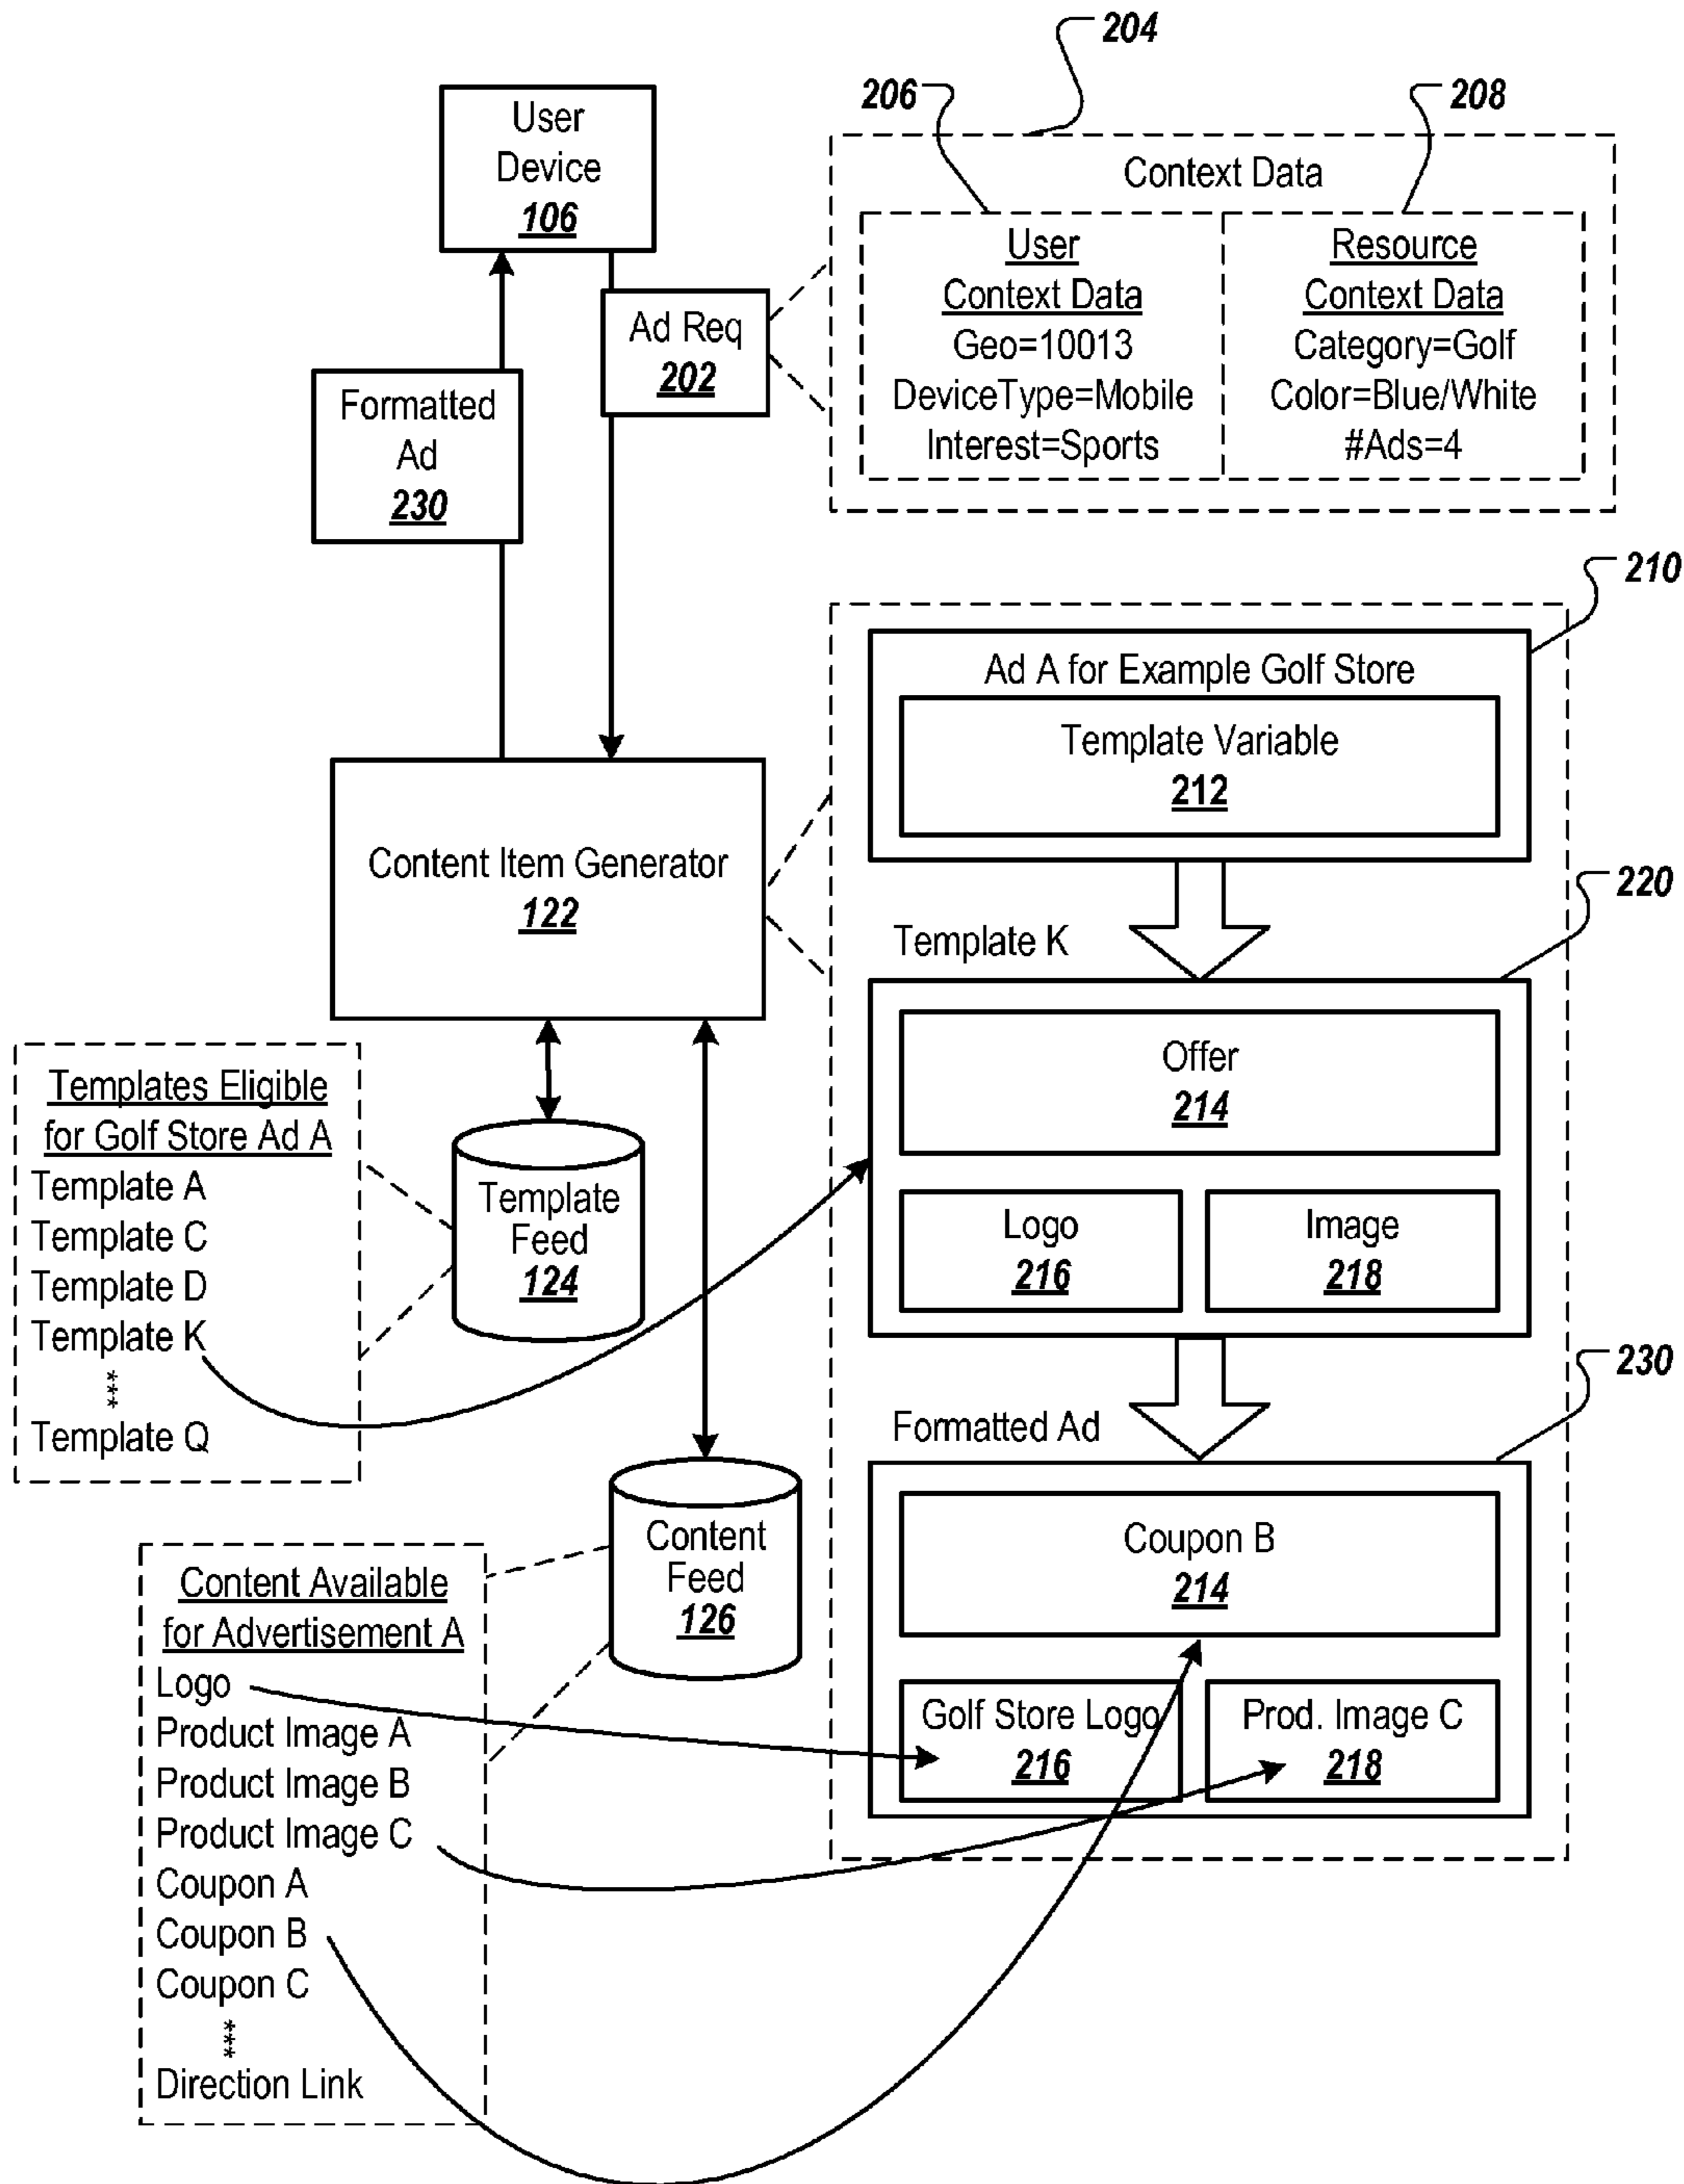 204
206
208
User
Device
106
Context Data
User
Context Data
Geo=10013
DeviceType=Mobile
Interest=Sports
Resource
Context Data
Category=Golf
Color=Blue/White
#Ads=4
Ad Req
202
Formatted
Ad
230
210
Ad A for Example Golf Store
Template Variable
212
Content Item Generator
122
220
Template K
Offer
214
Logo
216
Image
218
Templates Eligible
for Golf Store Ad A
Template A
Template C
Template D
Template K
***
Template Q
Template
Feed
124
230
Formatted Ad
Coupon B
214
Golf Store Logo
216
Prod. Image C
218
Content
Feed
126
Content Available
for Advertisement A
Logo
Product Image A
Product Image B
Product Image C
Coupon A
Coupon B
Coupon C
***
Direction Link